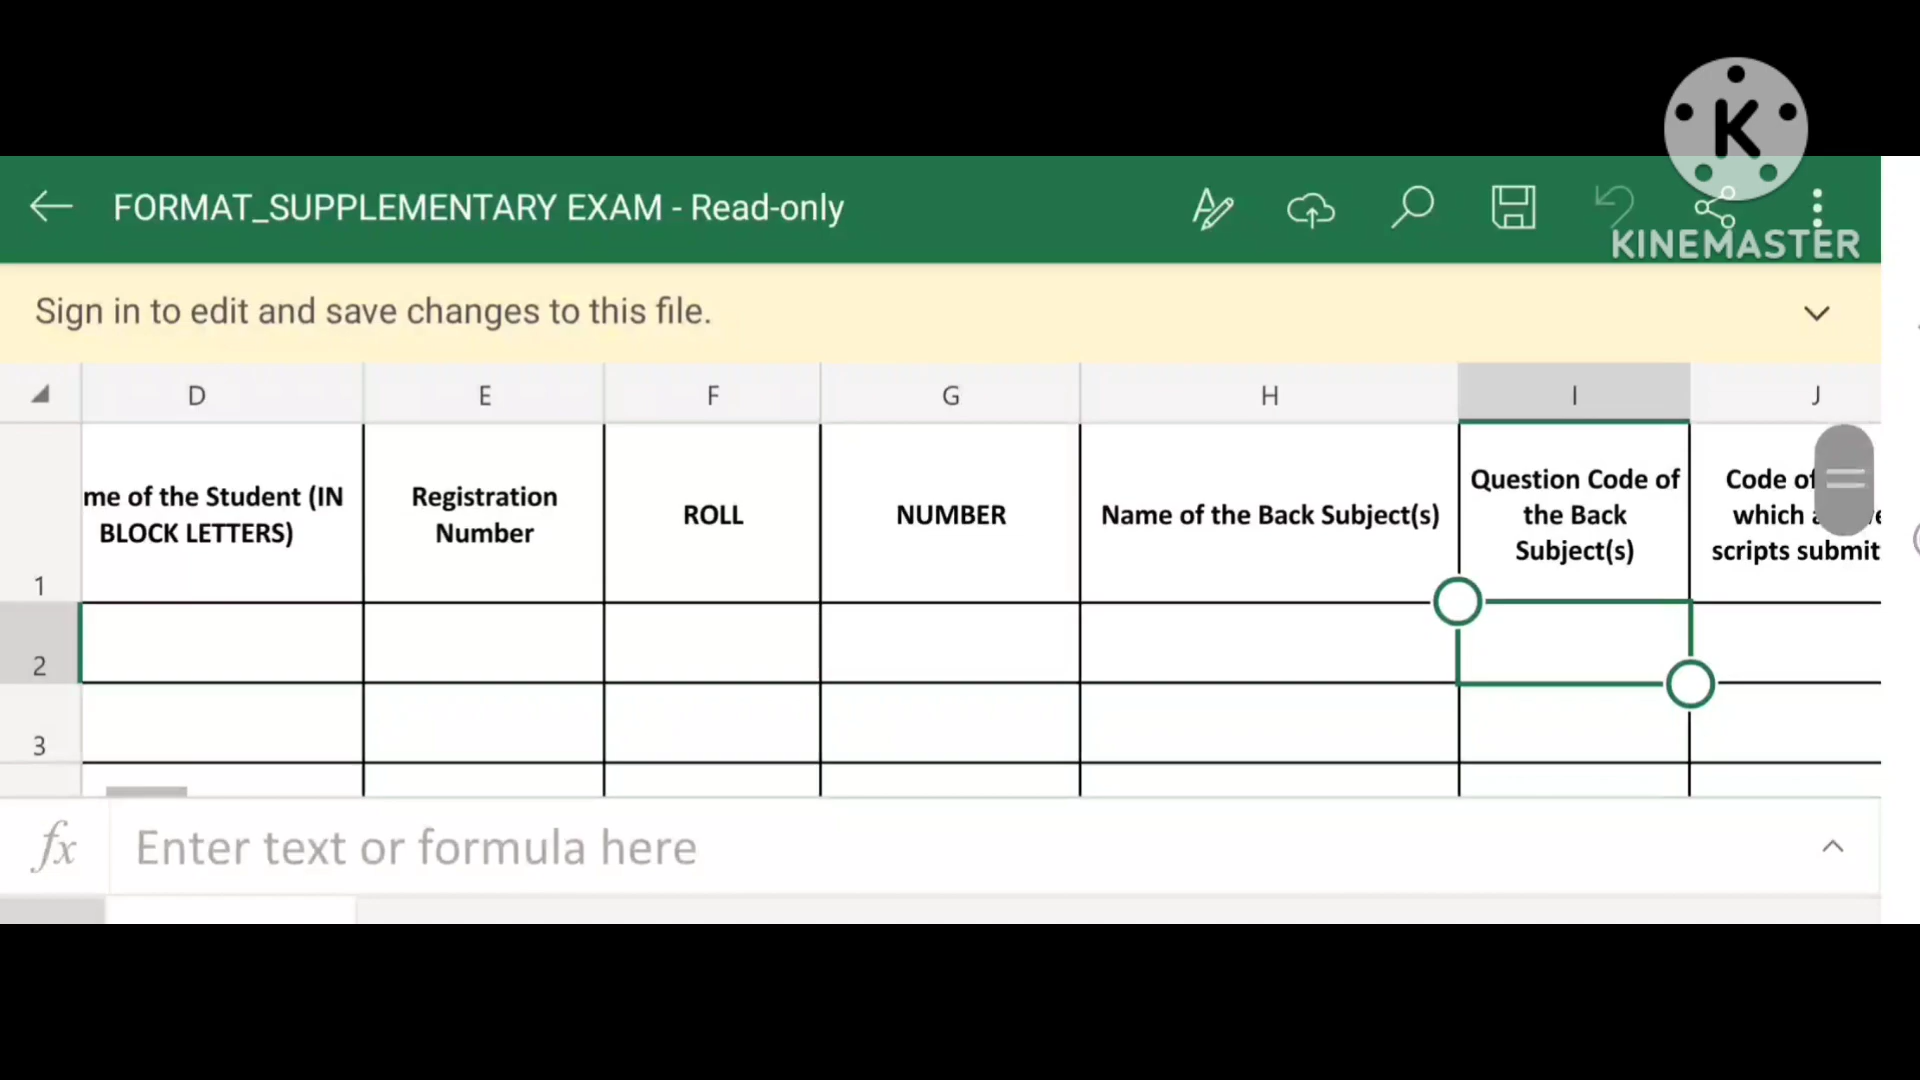 K
KINEMASTER
FORMAT_SUPPLEMENTARY EXAM - Read-only
Sign in to edit and save changes to this file.
D E F G H I J
me of the Student (IN
BLOCK LETTERS)
Registration
Number
ROLL
NUMBER
Name of the Back Subject(s)
Question Code of
the Back
Subject(s)
Code of
which
scripts submit
1
2
3
fx Enter text or formula here